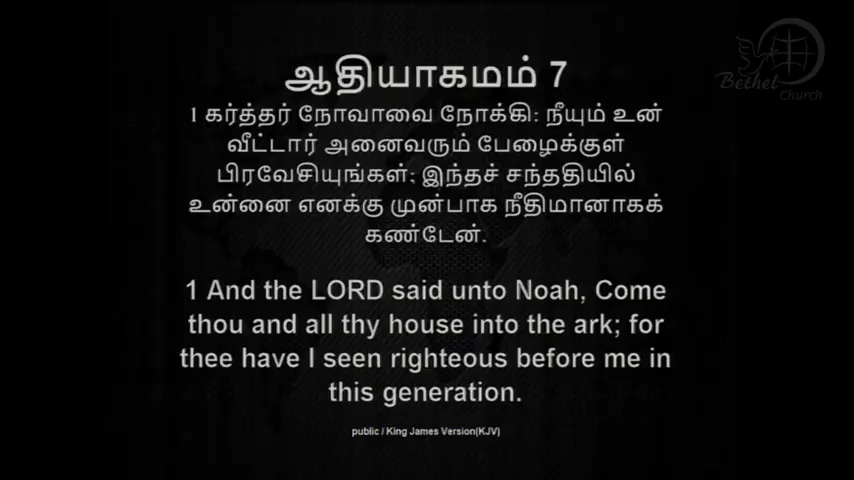 Bethel
Church
ஆதியாகமம் 7
1 கர்த்தர் நோவாவை நோக்கி: நீயும் உன்
வீட்டார் அனைவரும் பேழைக்குள்
பிரவேசியுங்கள்; இந்தச் சந்ததியில்
உன்னை எனக்கு முன்பாக நீதிமானாகக்
கண்டேன்.
1 And the LORD said unto Noah, Come
thou and all thy house into the ark; for
thee have I seen righteous before me in
this generation.
public / King James Version(KJV)